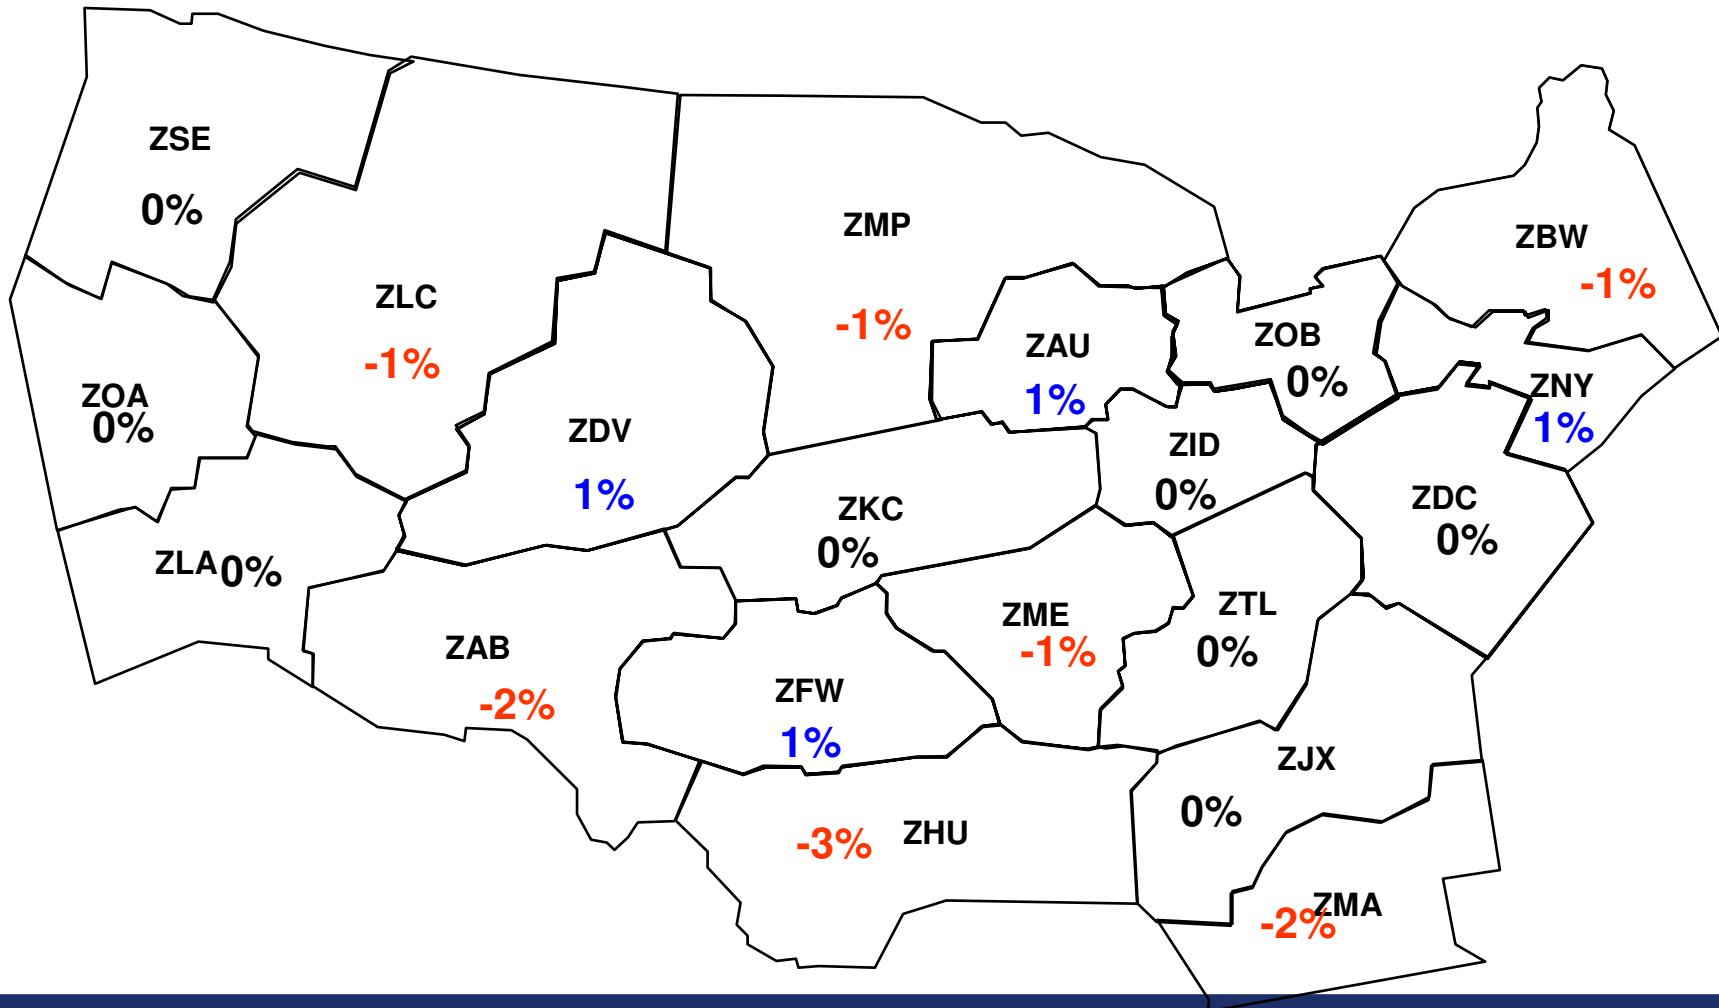 ZSE
0%
ZMP
-1%
ZBW
-1%
ZLC
-1%
ZAU
1%
ZOB
0%
ZOA
0%
ZNY
1%
ZDV
1%
ZID
0%
ZKC
0%
ZDC
0%
ZLA 0%
ZME
-1%
ZTL
0%
ZAB
-2%
ZFW
1%
ZJX
0%
-3% ZHU
ZMA
-2%